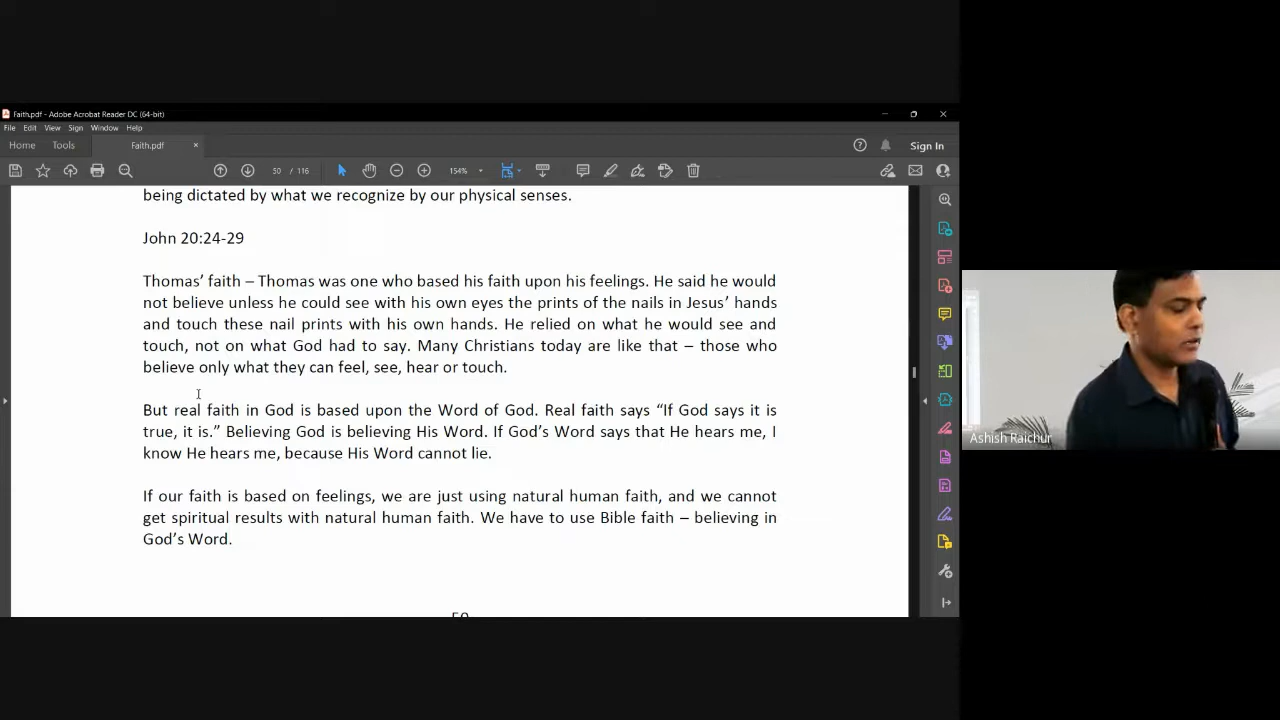 Faith.pdf - Adobe Acrobat Reader DC (64-bit)
File Edit View Sign Window Help
Home Tools Faith.pdf × Sign In
50 / 116 154%
being dictated by what we recognize by our physical senses.
John 20:24-29
Thomas’ faith – Thomas was one who based his faith upon his feelings. He said he would
not believe unless he could see with his own eyes the prints of the nails in Jesus’ hands
and touch these nail prints with his own hands. He relied on what he would see and
touch, not on what God had to say. Many Christians today are like that – those who
believe only what they can feel, see, hear or touch.
But real faith in God is based upon the Word of God. Real faith says “If God says it is
true, it is.” Believing God is believing His Word. If God’s Word says that He hears me, I
know He hears me, because His Word cannot lie.
If our faith is based on feelings, we are just using natural human faith, and we cannot
get spiritual results with natural human faith. We have to use Bible faith – believing in
God’s Word.
50
Ashish Raichur